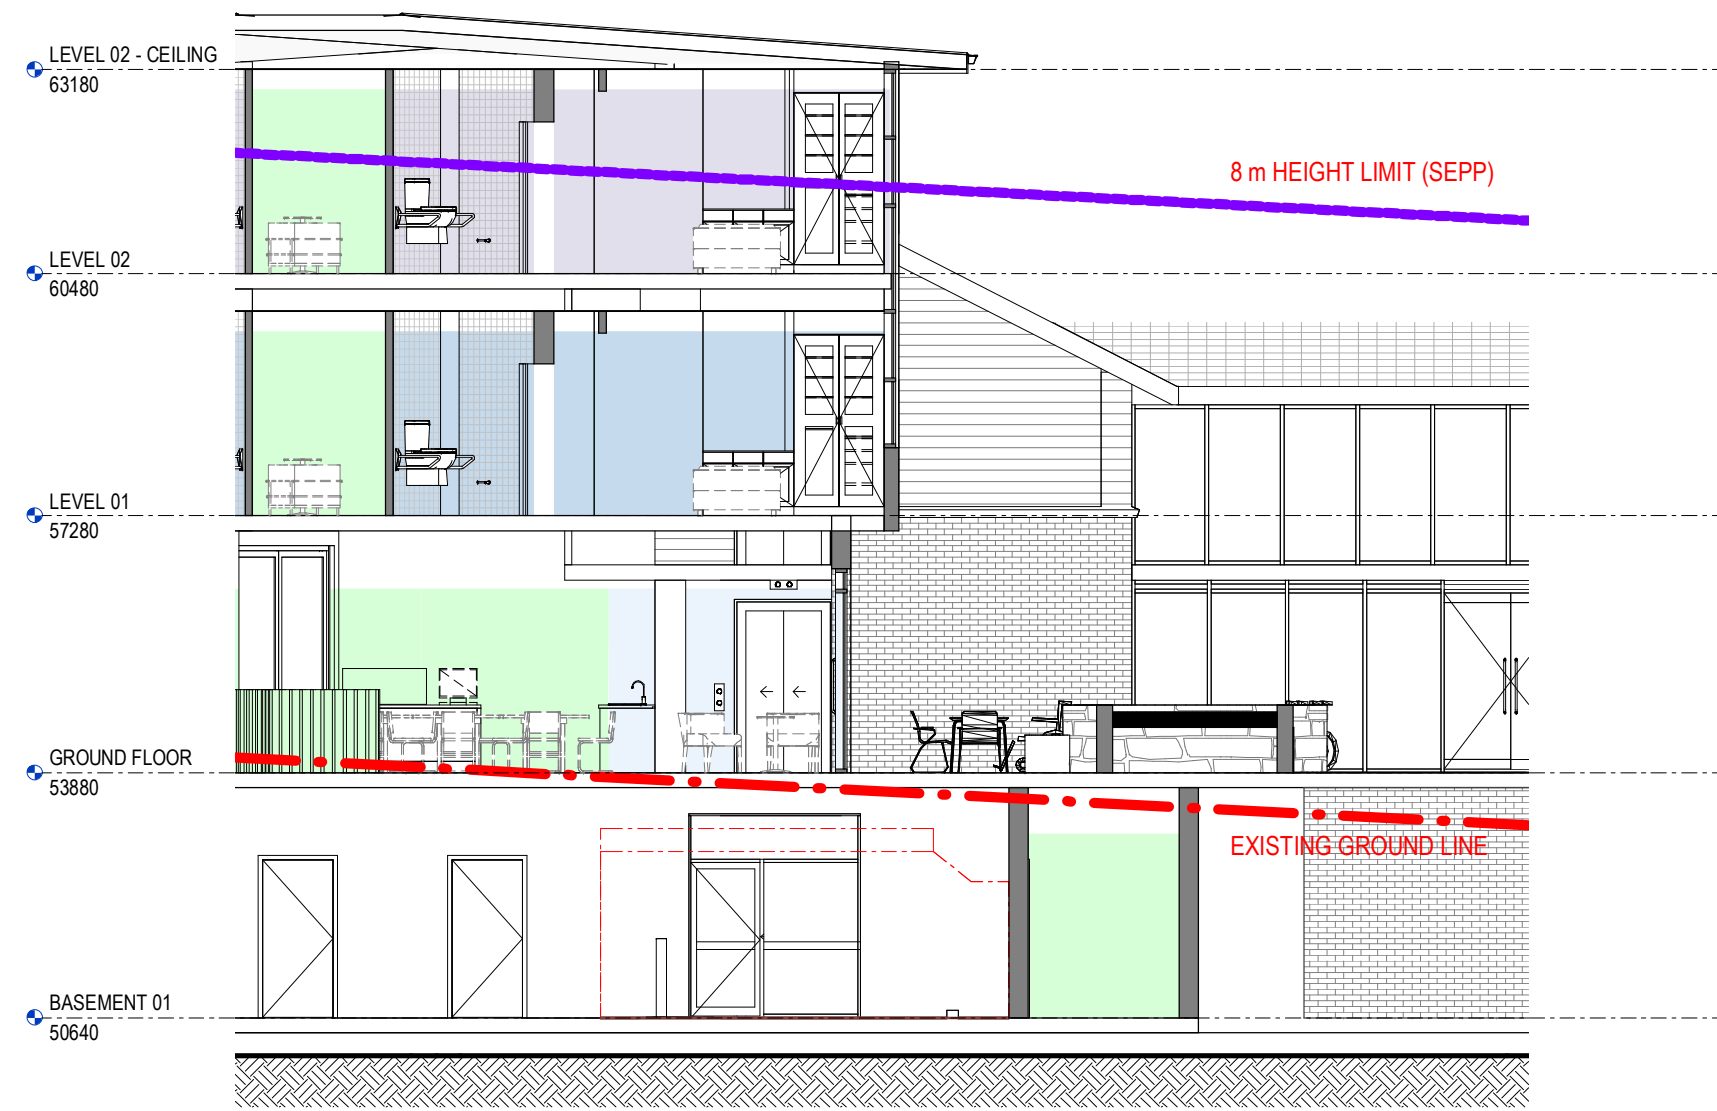 LEVEL 02 - CEILING
63180
8 m HEIGHT LIMIT (SEPP)
LEVEL 02
60480
LEVEL 01
57280
GROUND FLOOR
53880
EXISTING GROUND LINE
BASEMENT 01
50640